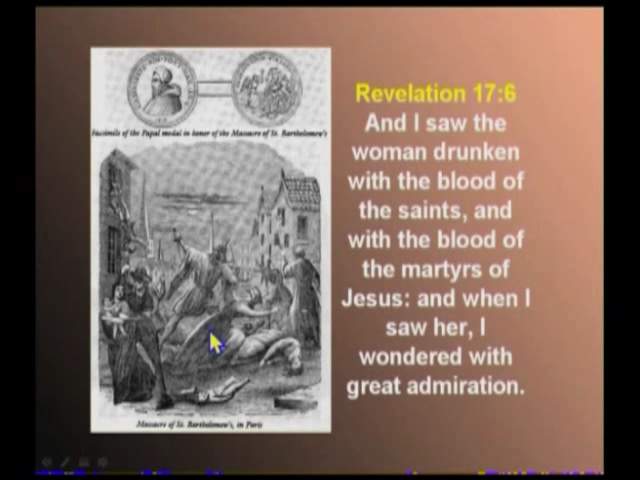 Facsimile of the Papal medal in honor of the Massacre of St. Bartholomew's
Revelation 17:6
And I saw the
woman drunken
with the blood of
the saints, and
with the blood of
the martyrs of
Jesus: and when I
saw her, I
wondered with
great admiration.
Massacre of St. Bartholomew's, in Paris